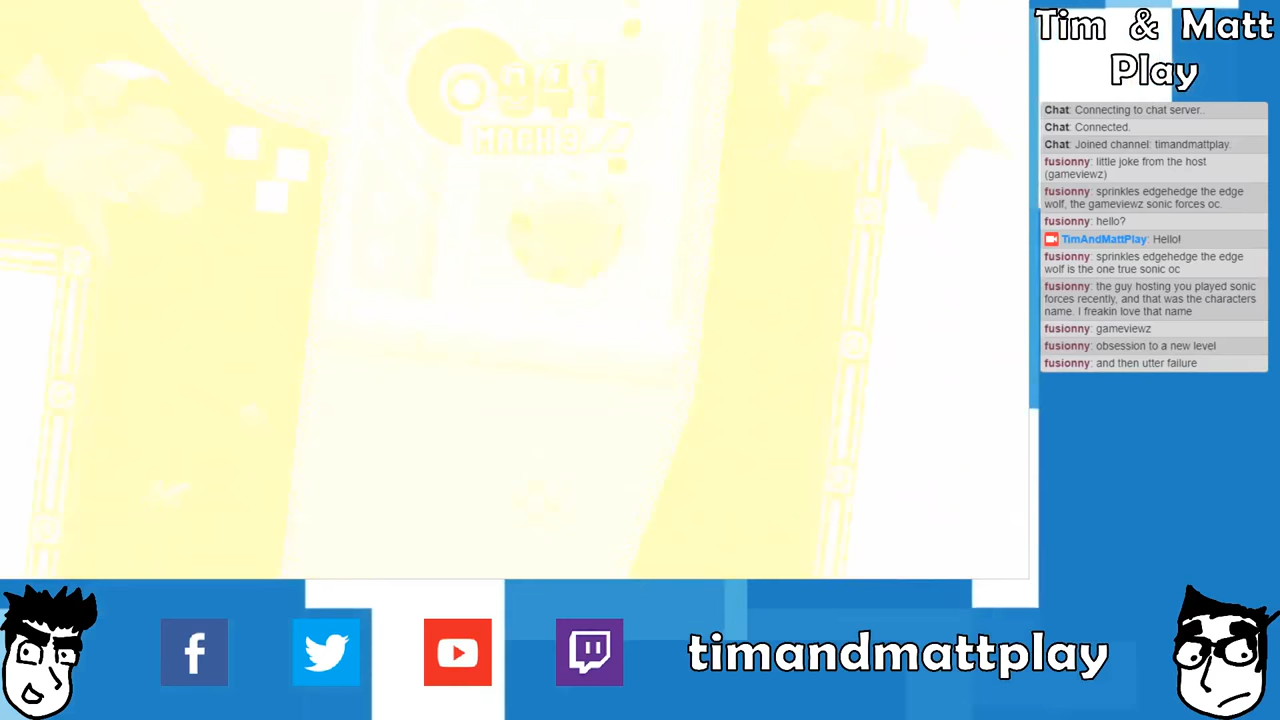 Tim & Matt
Play
941
Chat: Connecting to chat server..
Chat: Connected.
Chat: Joined channel: timandmattplay.
fusionny: little joke from the host
(gameviewz)
fusionny: sprinkles edgehedge the edge
wolf, the gameviewz sonic forces oc.
fusionny: hello?
TimAndMattPlay: Hello!
fusionny: sprinkles edgehedge the edge
wolf is the one true sonic oc
fusionny: the guy hosting you played sonic
forces recently, and that was the characters
name. I freakin love that name
fusionny: gameviewz
fusionny: obsession to a new level
fusionny: and then utter failure
timandmattplay